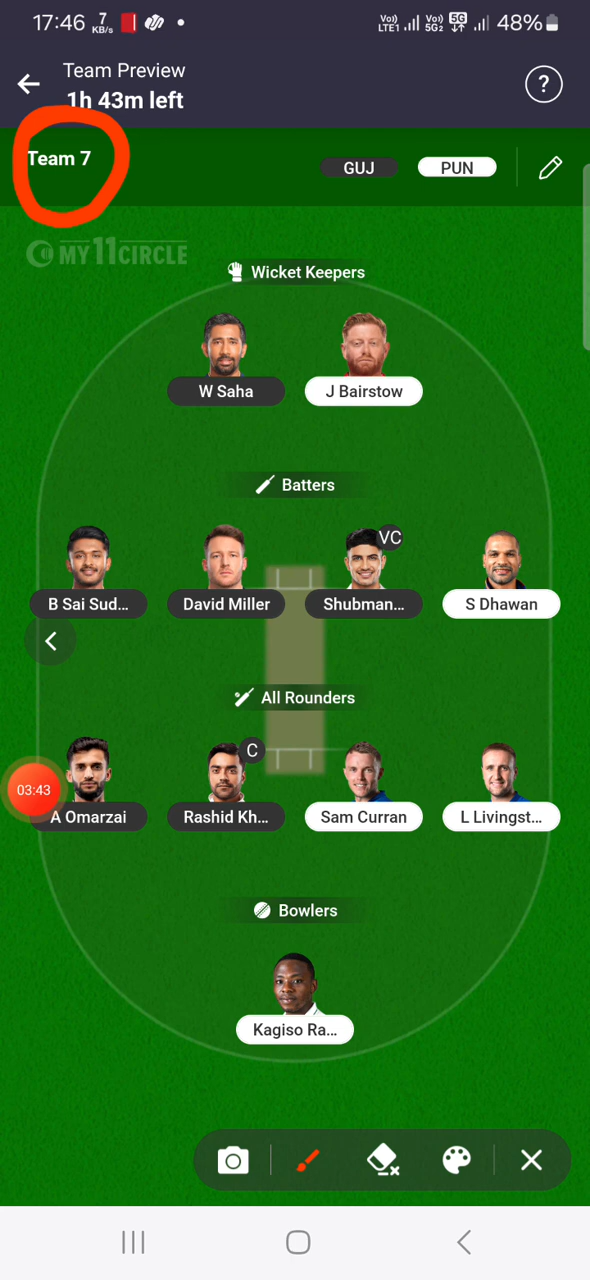 17:46 7 KB/s Vo)) LTE1 Vo)) 5G2 5G 48%
Team Preview
1h 43m left
?
Team 7
GUJ PUN
MY11CIRCLE
Wicket Keepers
W Saha J Bairstow
Batters
VC
B Sai Sud... David Miller Shubman... S Dhawan
All Rounders
C
03:43
A Omarzai Rashid Kh... Sam Curran L Livingst...
Bowlers
Kagiso Ra...